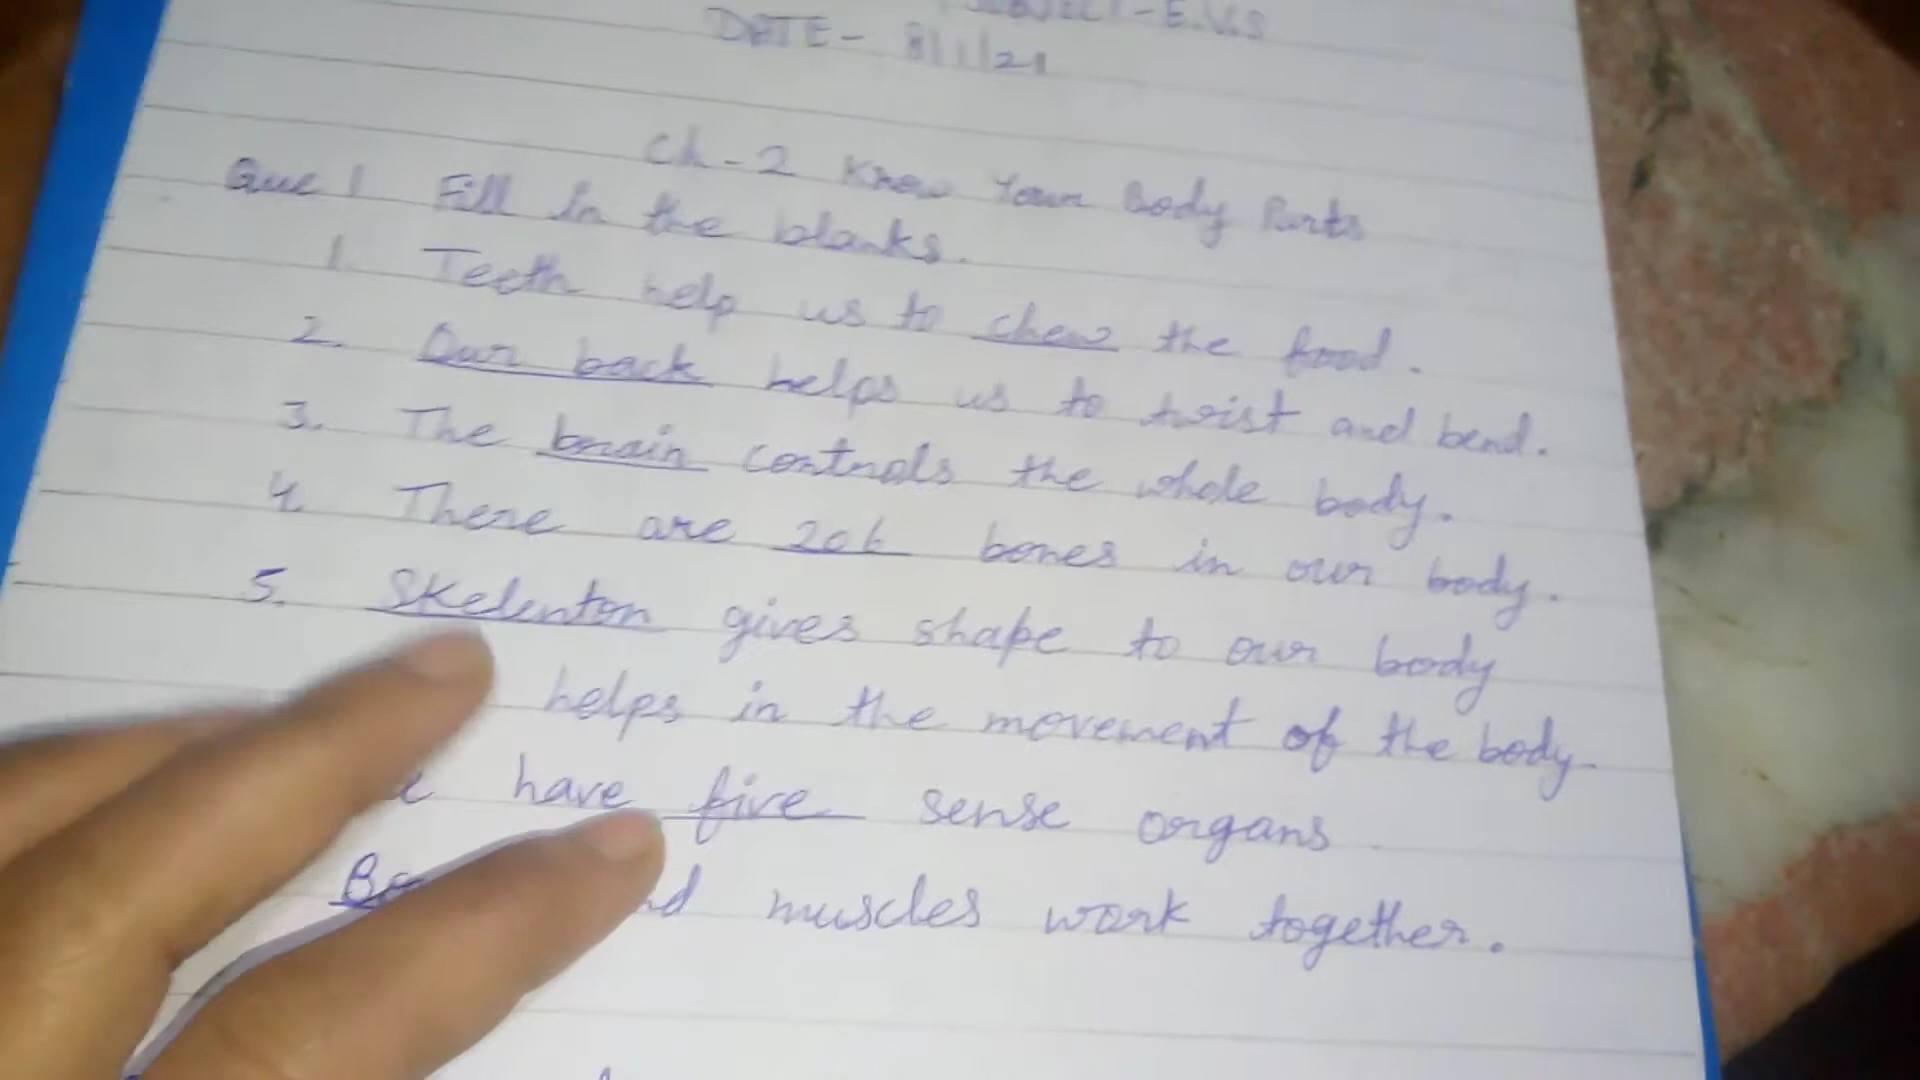 E.V.S
DATE - 8/1/21
Ch - 2 Know Your Body Parts
Que 1 Fill in the blanks.
1. Teeth help us to chew the food.
2. Our back helps us to twist and bend.
3. The brain controls the whole body.
4. There are 206 bones in our body.
5. Skelenton gives shape to our body
helps in the movement of the body.
have five sense organs
muscles work together.